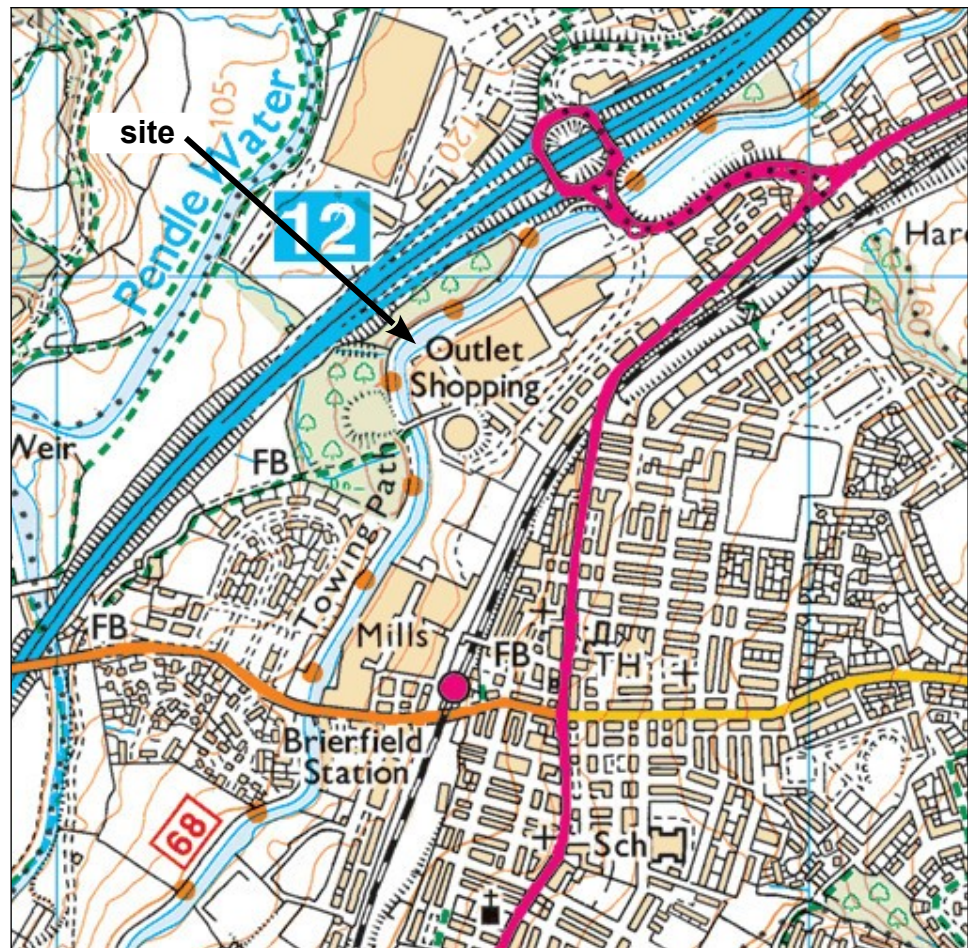 105
Pendle Water
site
120
12
Hard
160
Outlet
Shopping
Weir
FB
Towing Path
FB
Mills
FB
TH
Brierfield
Station
68
Sch